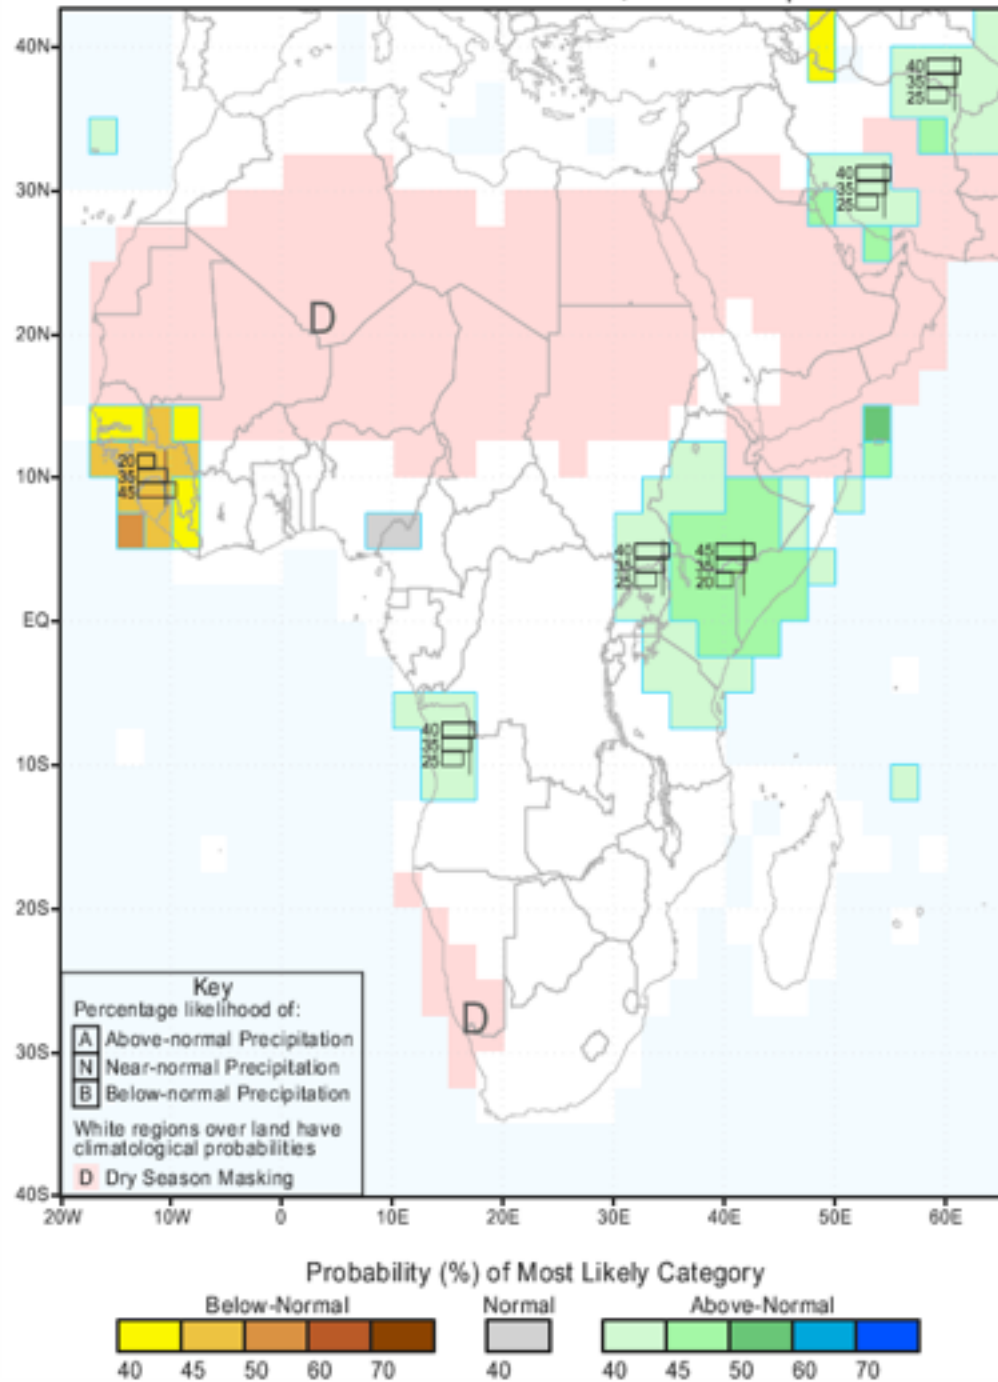 40N
30N
20N
10N
EQ
10S
20S
30S
40S
40
35
25
40
35
25
D
20
35
45
40
35
25
45
35
20
40
35
25
D
Key
Percentage likelihood of:
A Above-normal Precipitation
N Near-normal Precipitation
B Below-normal Precipitation
White regions over land have
climatological probabilities
D Dry Season Masking
20W 10W 0 10E 20E 30E 40E 50E 60E
Probability (%) of Most Likely Category
Below-Normal Normal Above-Normal
40 45 50 60 70 40 40 45 50 60 70